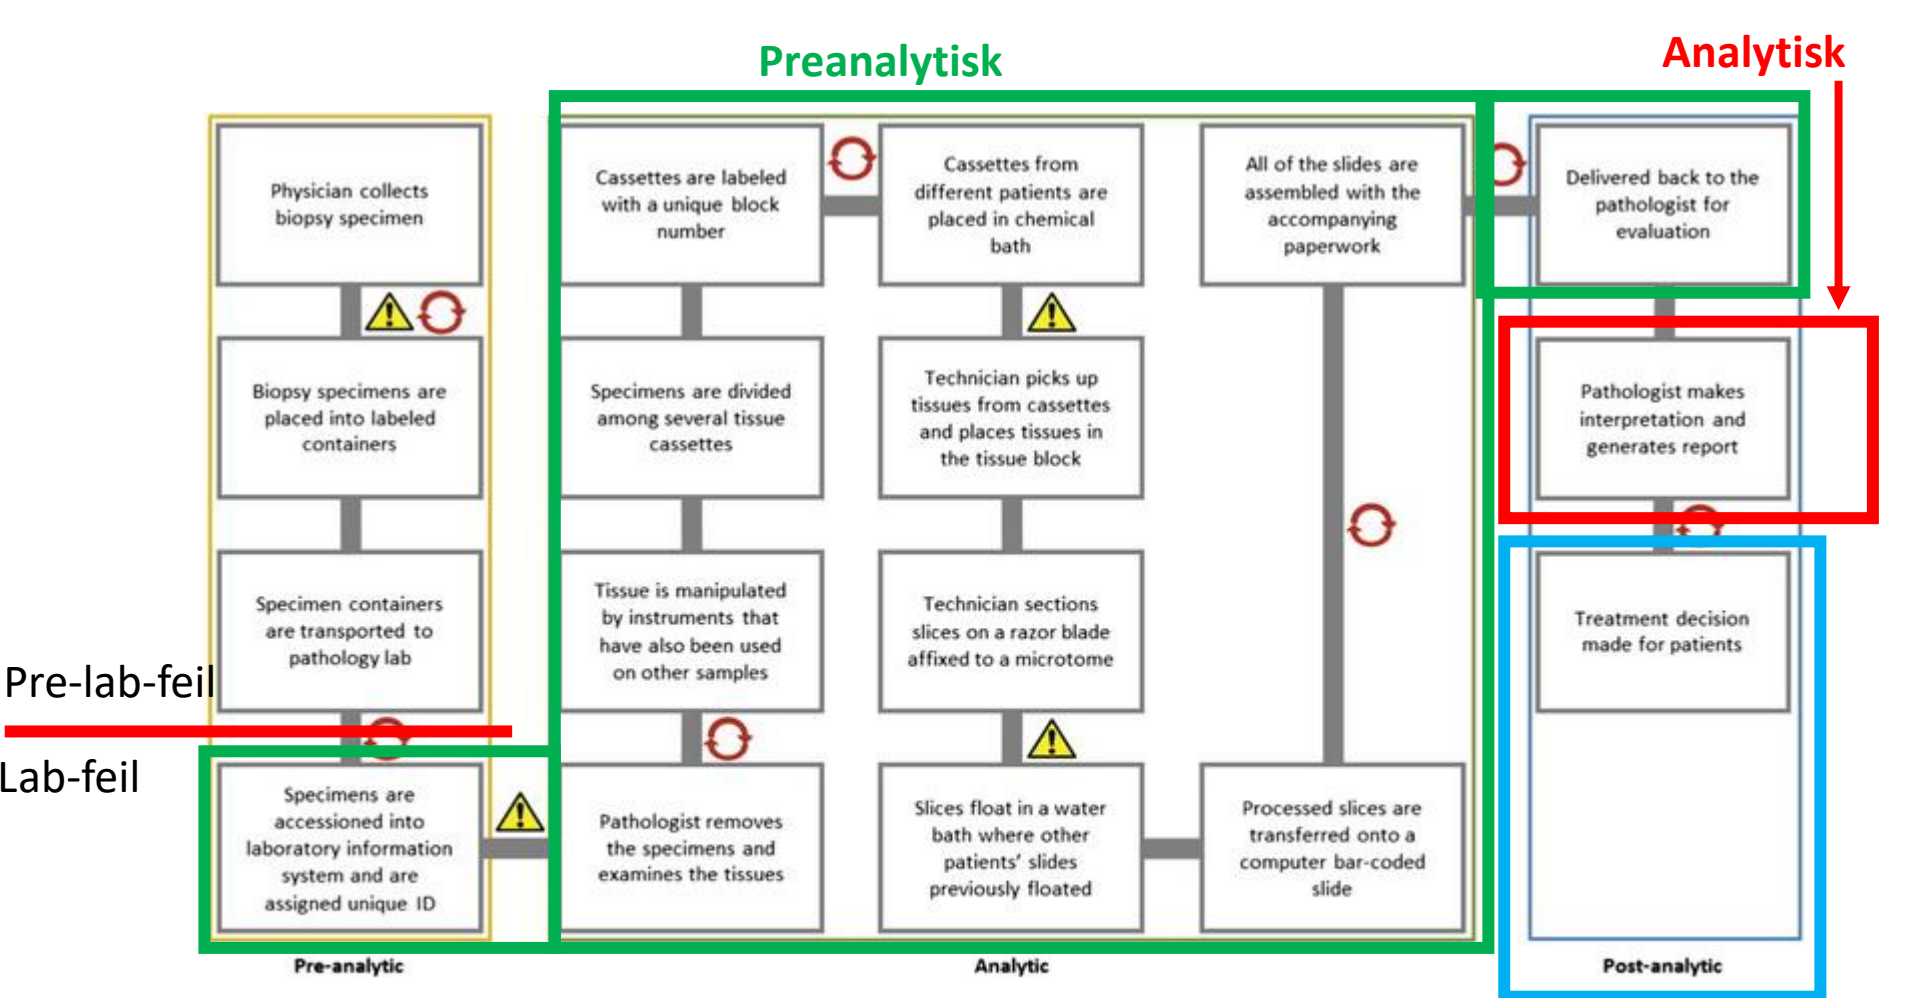 Preanalytisk
Analytisk
Physician collects
biopsy specimen
Biopsy specimens are
placed into labeled
containers
Specimen containers
are transported to
pathology lab
Pre-lab-feil
Lab-feil
Specimens are
accessioned into
laboratory information
system and are
assigned unique ID
Pre-analytic
Cassettes are labeled
with a unique block
number
Specimens are divided
among several tissue
cassettes
Tissue is manipulated
by instruments that
have also been used
on other samples
Pathologist removes
the specimens and
examines the tissues
Cassettes from
different patients are
placed in chemical
bath
Technician picks up
tissues from cassettes
and places tissues in
the tissue block
Technician sections
slices on a razor blade
affixed to a microtome
Slices float in a water
bath where other
patients' slides
previously floated
Analytic
All of the slides are
assembled with the
accompanying
paperwork
Processed slices are
transferred onto a
computer bar-coded
slide
Delivered back to the
pathologist for
evaluation
Pathologist makes
interpretation and
generates report
Treatment decision
made for patients
Post-analytic